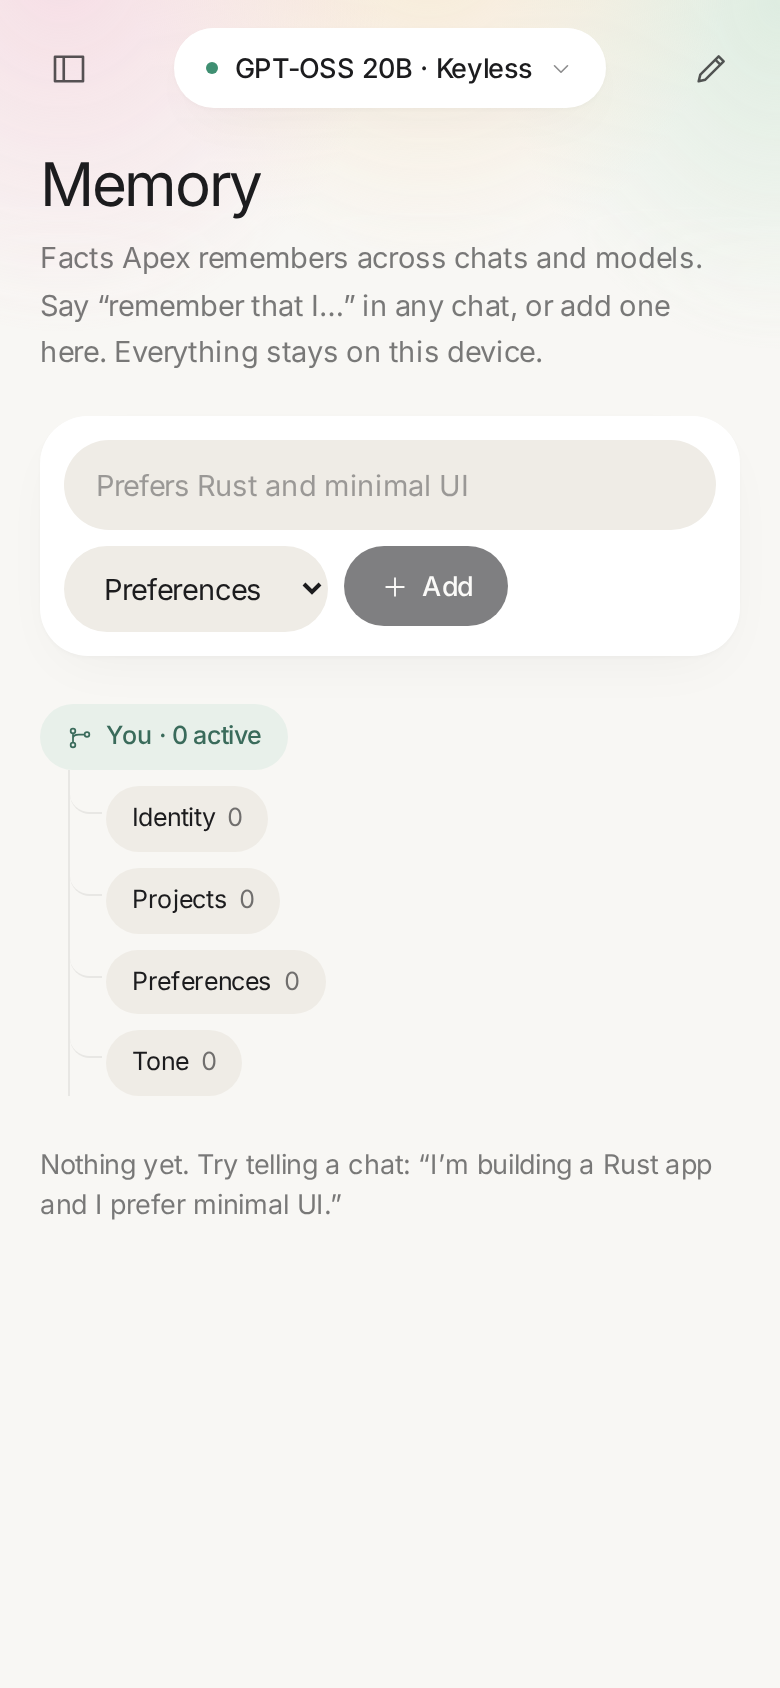 GPT-OSS 20B · Keyless
Memory
Facts Apex remembers across chats and models.
Say “remember that I…” in any chat, or add one
here. Everything stays on this device.
Prefers Rust and minimal UI
Preferences
Add
You · 0 active
Identity 0
Projects 0
Preferences 0
Tone 0
Nothing yet. Try telling a chat: “I’m building a Rust app
and I prefer minimal UI.”